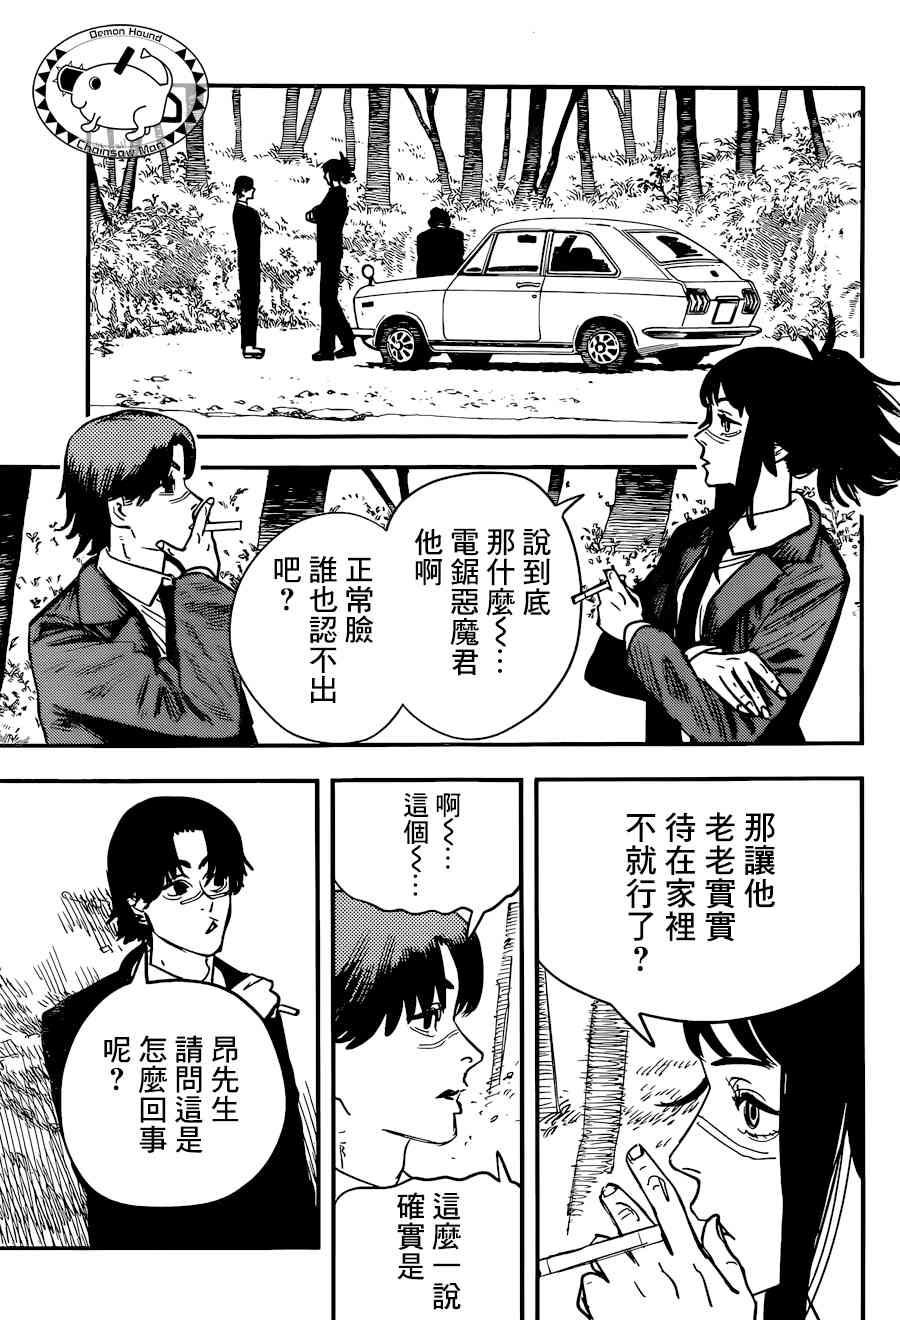 Demon Hound
Chainsaw Man
說到底
那什麼～…
電鋸惡魔君
他啊
正常臉
誰也認不出
吧？
那讓他
老老實實
待在家裡
不就行了？
啊～…
這個～…
這麼一說
確實是
昂先生
請問這是
怎麼回事
呢？